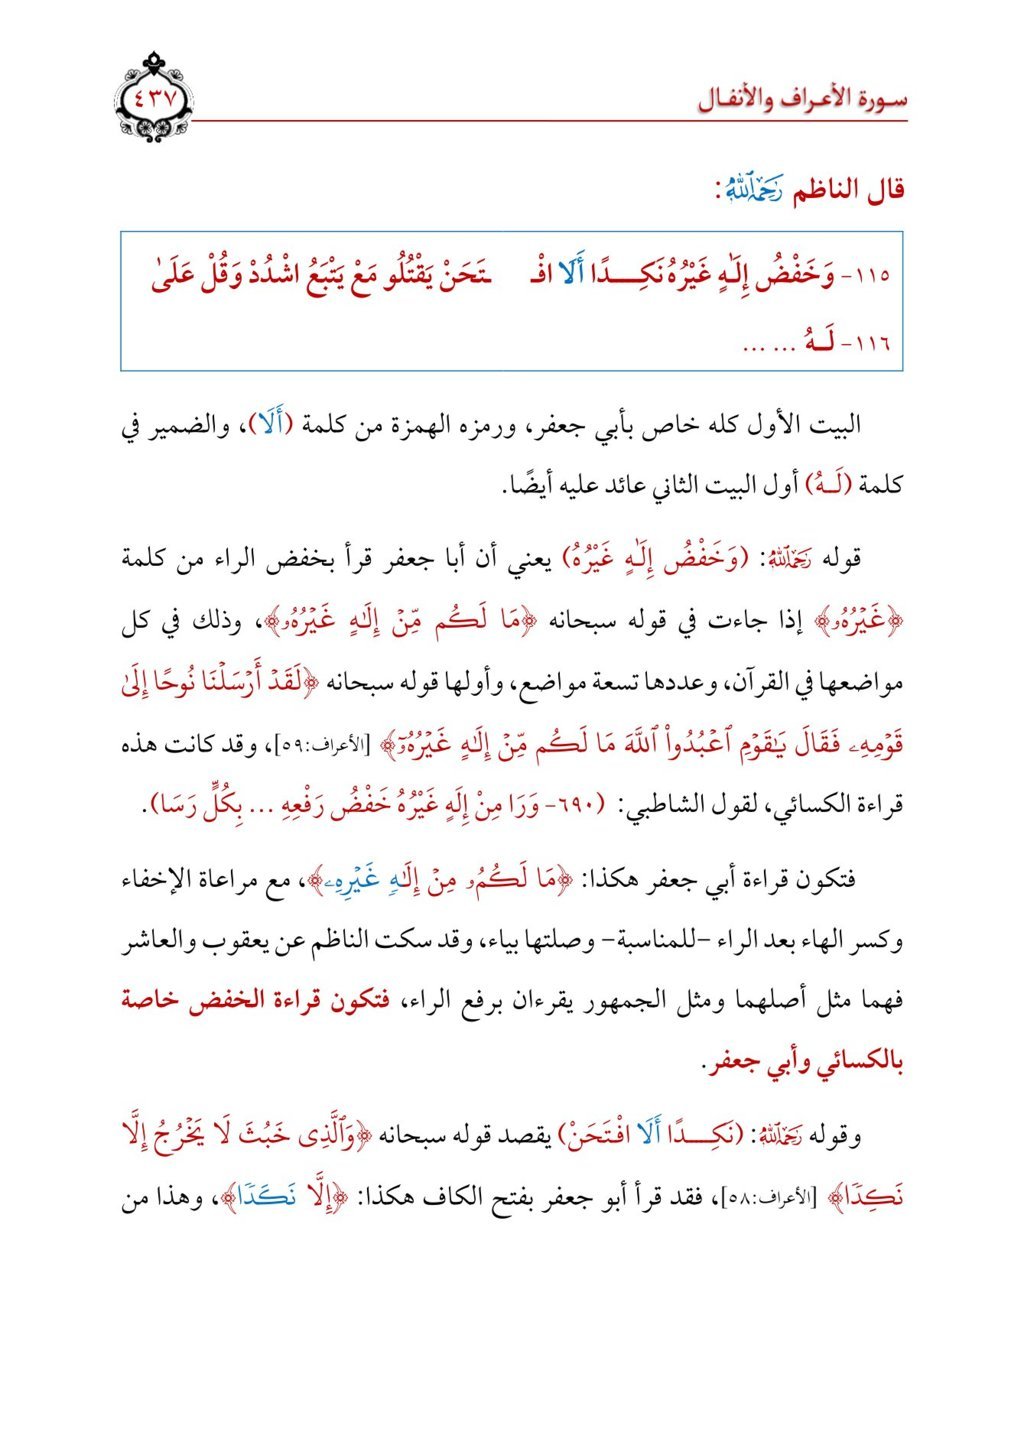 سورة الأعراف والأنفال
٤٣٧
قال الناظم رَحِمَهُ ٱللَّهُ:
١١٥- وَخَفْضُ إِلَـٰهٍ غَيْرُهُ نَكِـــدًا أَلَا افْـ ـتَحَنْ يَقْتُلُو مَعْ يَتْبَعُ اشْدُدْ وَقُلْ عَلَىٰ
١١٦- لَــهُ ... ...
البيت الأول كله خاص بأبي جعفر، ورمزه الهمزة من كلمة (أَلَا)، والضمير في
كلمة (لَــهُ) أول البيت الثاني عائد عليه أيضًا.
قوله رَحِمَهُ ٱللَّهُ: (وَخَفْضُ إِلَـٰهٍ غَيْرُهُ) يعني أن أبا جعفر قرأ بخفض الراء من كلمة
﴿غَيْرُهُۥ﴾ إذا جاءت في قوله سبحانه ﴿مَا لَكُم مِّنْ إِلَـٰهٍ غَيْرُهُۥ﴾، وذلك في كل
مواضعها في القرآن، وعددها تسعة مواضع، وأولها قوله سبحانه ﴿لَقَدْ أَرْسَلْنَا نُوحًا إِلَىٰ
قَوْمِهِۦ فَقَالَ يَـٰقَوْمِ ٱعْبُدُواْ ٱللَّهَ مَا لَكُم مِّنْ إِلَـٰهٍ غَيْرُهُۥٓ﴾ [الأعراف:٥٩]، وقد كانت هذه
قراءة الكسائي، لقول الشاطبي: (٦٩٠- وَرَا مِنْ إِلَهٍ غَيْرُهُ خَفْضُ رَفْعِهِ ... بِكُلٍّ رَسَا).
فتكون قراءة أبي جعفر هكذا: ﴿مَا لَكُمُۥ مِنْ إِلَـٰهٍ غَيْرِهِۦ﴾، مع مراعاة الإخفاء
وكسر الهاء بعد الراء -للمناسبة- وصلتها بياء، وقد سكت الناظم عن يعقوب والعاشر
فهما مثل أصلهما ومثل الجمهور يقرءان برفع الراء، فتكون قراءة الخفض خاصة
بالكسائي وأبي جعفر.
وقوله رَحِمَهُ ٱللَّهُ: (نَكِـــدًا أَلَا افْتَحَنْ) يقصد قوله سبحانه ﴿وَٱلَّذِى خَبُثَ لَا يَخْرُجُ إِلَّا
نَكِدًا﴾ [الأعراف:٥٨]، فقد قرأ أبو جعفر بفتح الكاف هكذا: ﴿إِلَّا نَكَدًا﴾، وهذا من